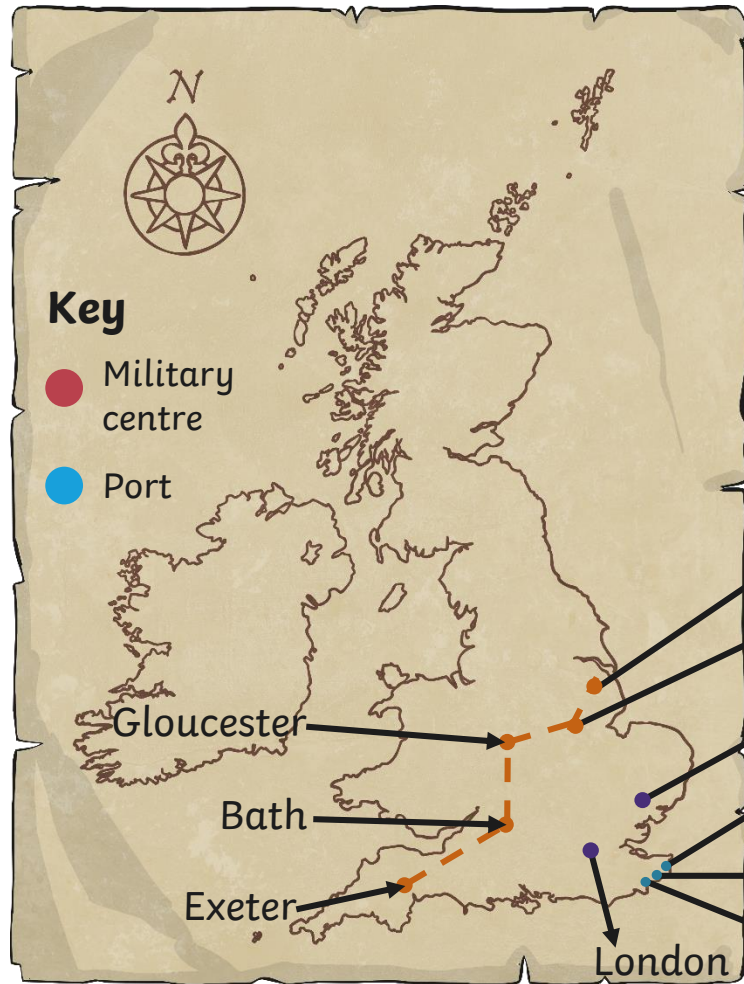 N
Key
Military
centre
Port
Gloucester
Bath
Exeter
London